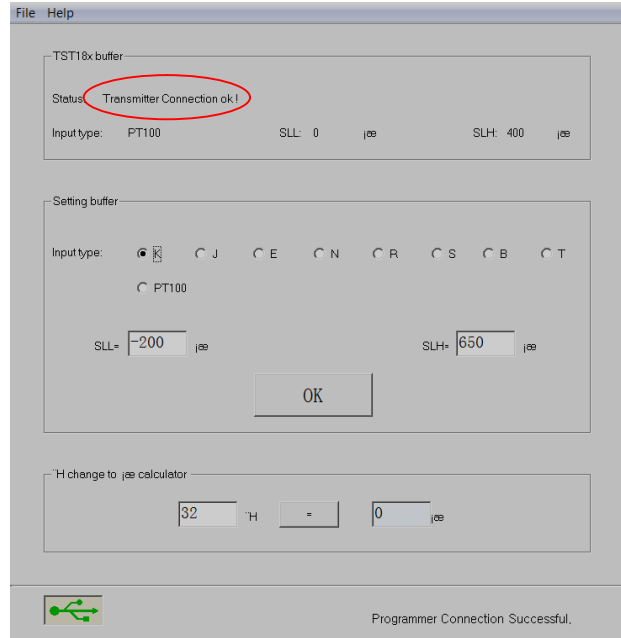 File Help
TST18x buffer
Status: Transmitter Connection ok !
Input type: PT100 SLL: 0 ¡æ SLH: 400 ¡æ
Setting buffer
Input type: K J E N R S B T
PT100
SLL= -200 ¡æ SLH= 650 ¡æ
OK
¨H change to ¡æ calculator
32 ¨H = 0 ¡æ
Programmer Connection Successful.